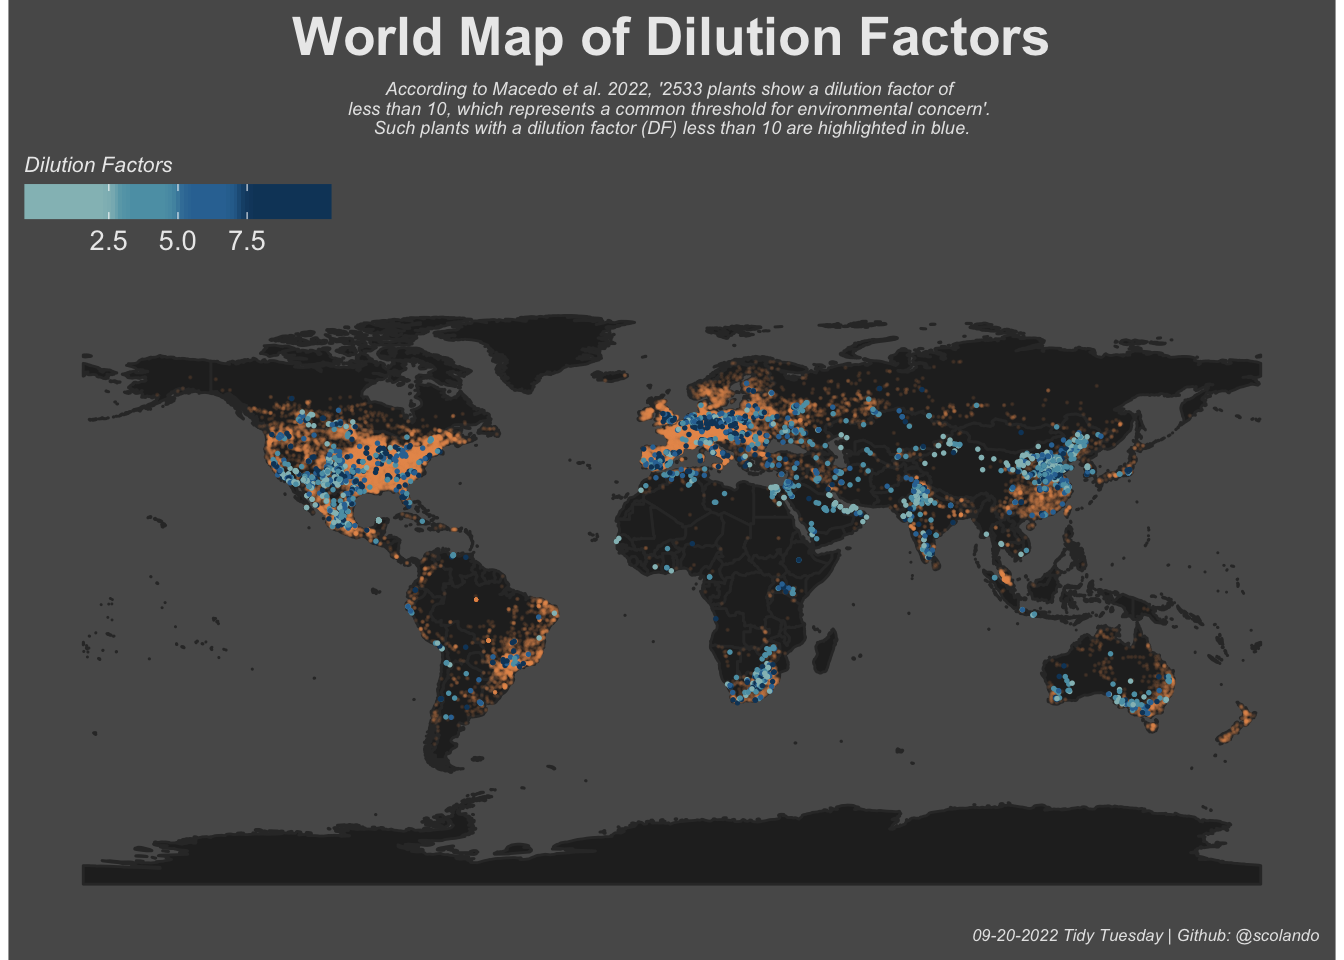 World Map of Dilution Factors
According to Macedo et al. 2022, '2533 plants show a dilution factor of
less than 10, which represents a common threshold for environmental concern'.
Such plants with a dilution factor (DF) less than 10 are highlighted in blue.
Dilution Factors
2.5 5.0 7.5
09-20-2022 Tidy Tuesday | Github: @scolando